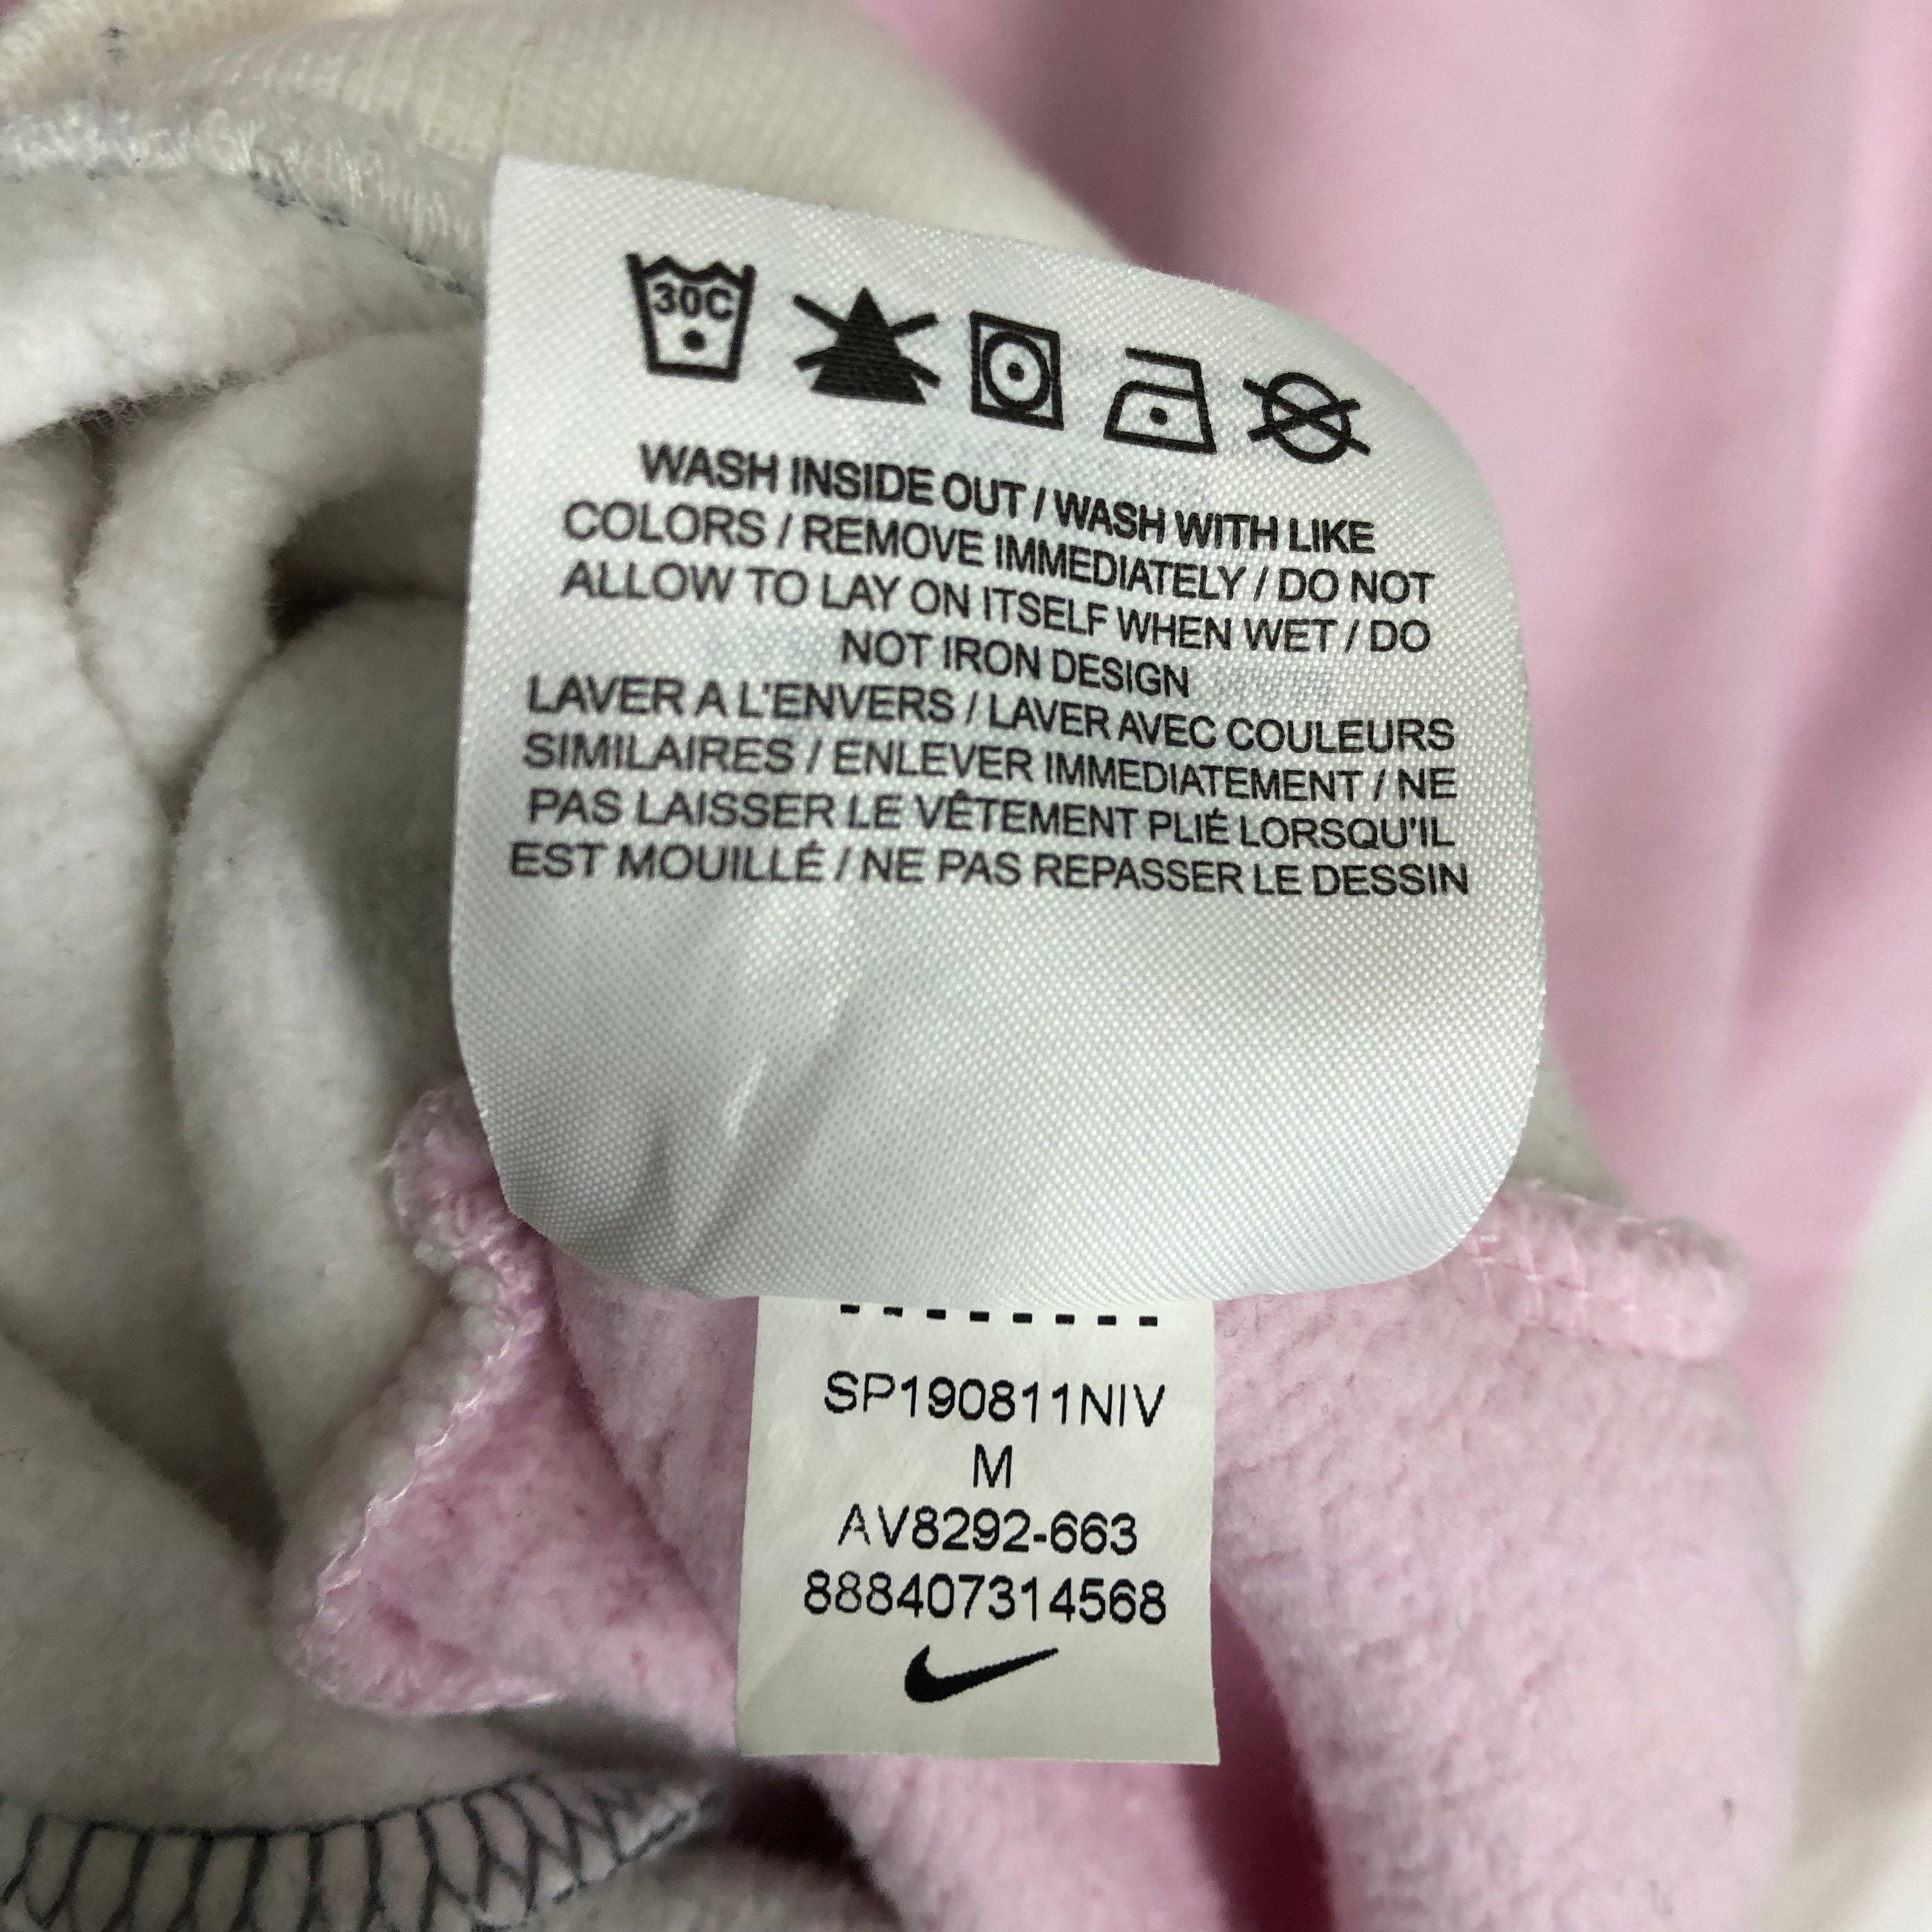 30C
WASH INSIDE OUT / WASH WITH LIKE
COLORS / REMOVE IMMEDIATELY / DO NOT
ALLOW TO LAY ON ITSELF WHEN WET / DO
NOT IRON DESIGN
LAVER A L'ENVERS / LAVER AVEC COULEURS
SIMILAIRES / ENLEVER IMMEDIATEMENT / NE
PAS LAISSER LE VÊTEMENT PLIÉ LORSQU'IL
EST MOUILLÉ / NE PAS REPASSER LE DESSIN
SP190811NIV
M
AV8292-663
888407314568